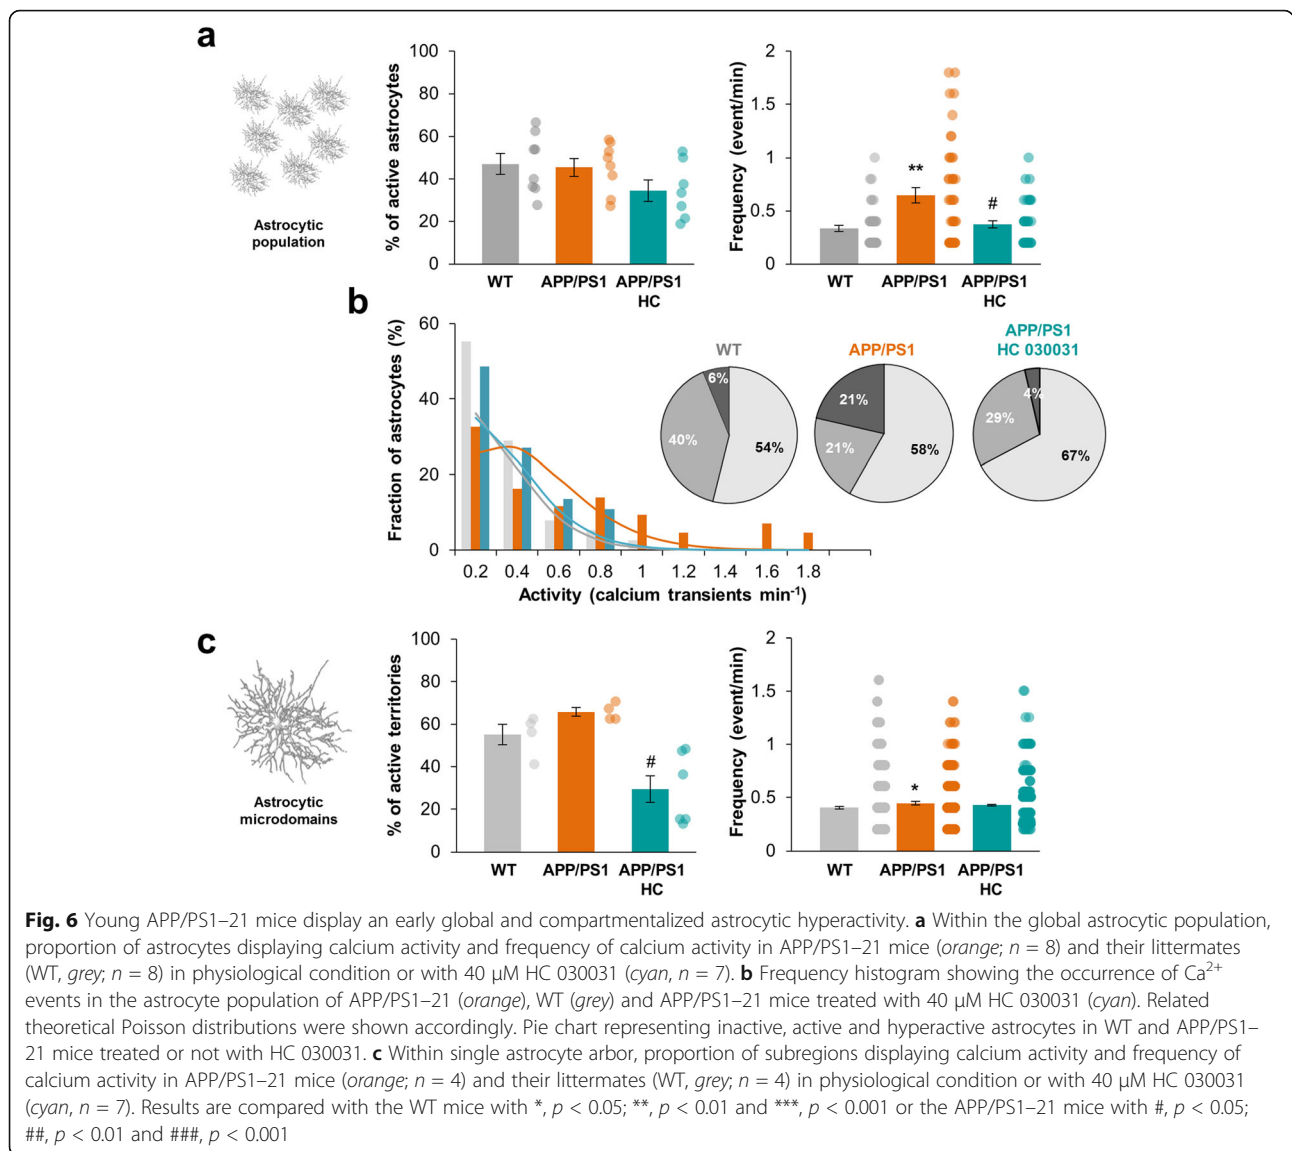 a
100
80
60
40
20
0
% of active astrocytes
WT
APP/PS1
APP/PS1
HC
Astrocytic
population
2
1.5
1
0.5
0
Frequency (event/min)
**
#
WT
APP/PS1
APP/PS1
HC
b
60
40
20
0
Fraction of astrocytes (%)
0.2 0.4 0.6 0.8 1 1.2 1.4 1.6 1.8
Activity (calcium transients min⁻¹)
WT
6%
40%
54%
APP/PS1
21%
21%
58%
APP/PS1
HC 030031
4%
29%
67%
c
Astrocytic
microdomains
100
80
60
40
20
0
% of active territories
#
WT
APP/PS1
APP/PS1
HC
2
1.5
1
0.5
0
Frequency (event/min)
*
WT
APP/PS1
APP/PS1
HC
Fig. 6 Young APP/PS1–21 mice display an early global and compartmentalized astrocytic hyperactivity. a Within the global astrocytic population,
proportion of astrocytes displaying calcium activity and frequency of calcium activity in APP/PS1–21 mice (orange; n = 8) and their littermates
(WT, grey; n = 8) in physiological condition or with 40 μM HC 030031 (cyan, n = 7). b Frequency histogram showing the occurrence of Ca²⁺
events in the astrocyte population of APP/PS1–21 (orange), WT (grey) and APP/PS1–21 mice treated with 40 μM HC 030031 (cyan). Related
theoretical Poisson distributions were shown accordingly. Pie chart representing inactive, active and hyperactive astrocytes in WT and APP/PS1–
21 mice treated or not with HC 030031. c Within single astrocyte arbor, proportion of subregions displaying calcium activity and frequency of
calcium activity in APP/PS1–21 mice (orange; n = 4) and their littermates (WT, grey; n = 4) in physiological condition or with 40 μM HC 030031
(cyan, n = 7). Results are compared with the WT mice with *, p < 0.05; **, p < 0.01 and ***, p < 0.001 or the APP/PS1–21 mice with #, p < 0.05;
##, p < 0.01 and ###, p < 0.001